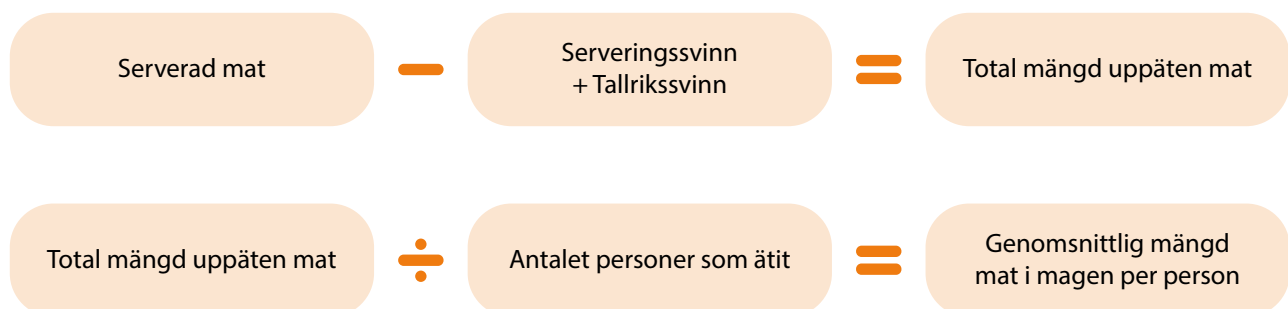 Serverad mat
−
Serveringssvinn
+ Tallrikssvinn
=
Total mängd uppäten mat
Total mängd uppäten mat
÷
Antalet personer som ätit
=
Genomsnittlig mängd
mat i magen per person